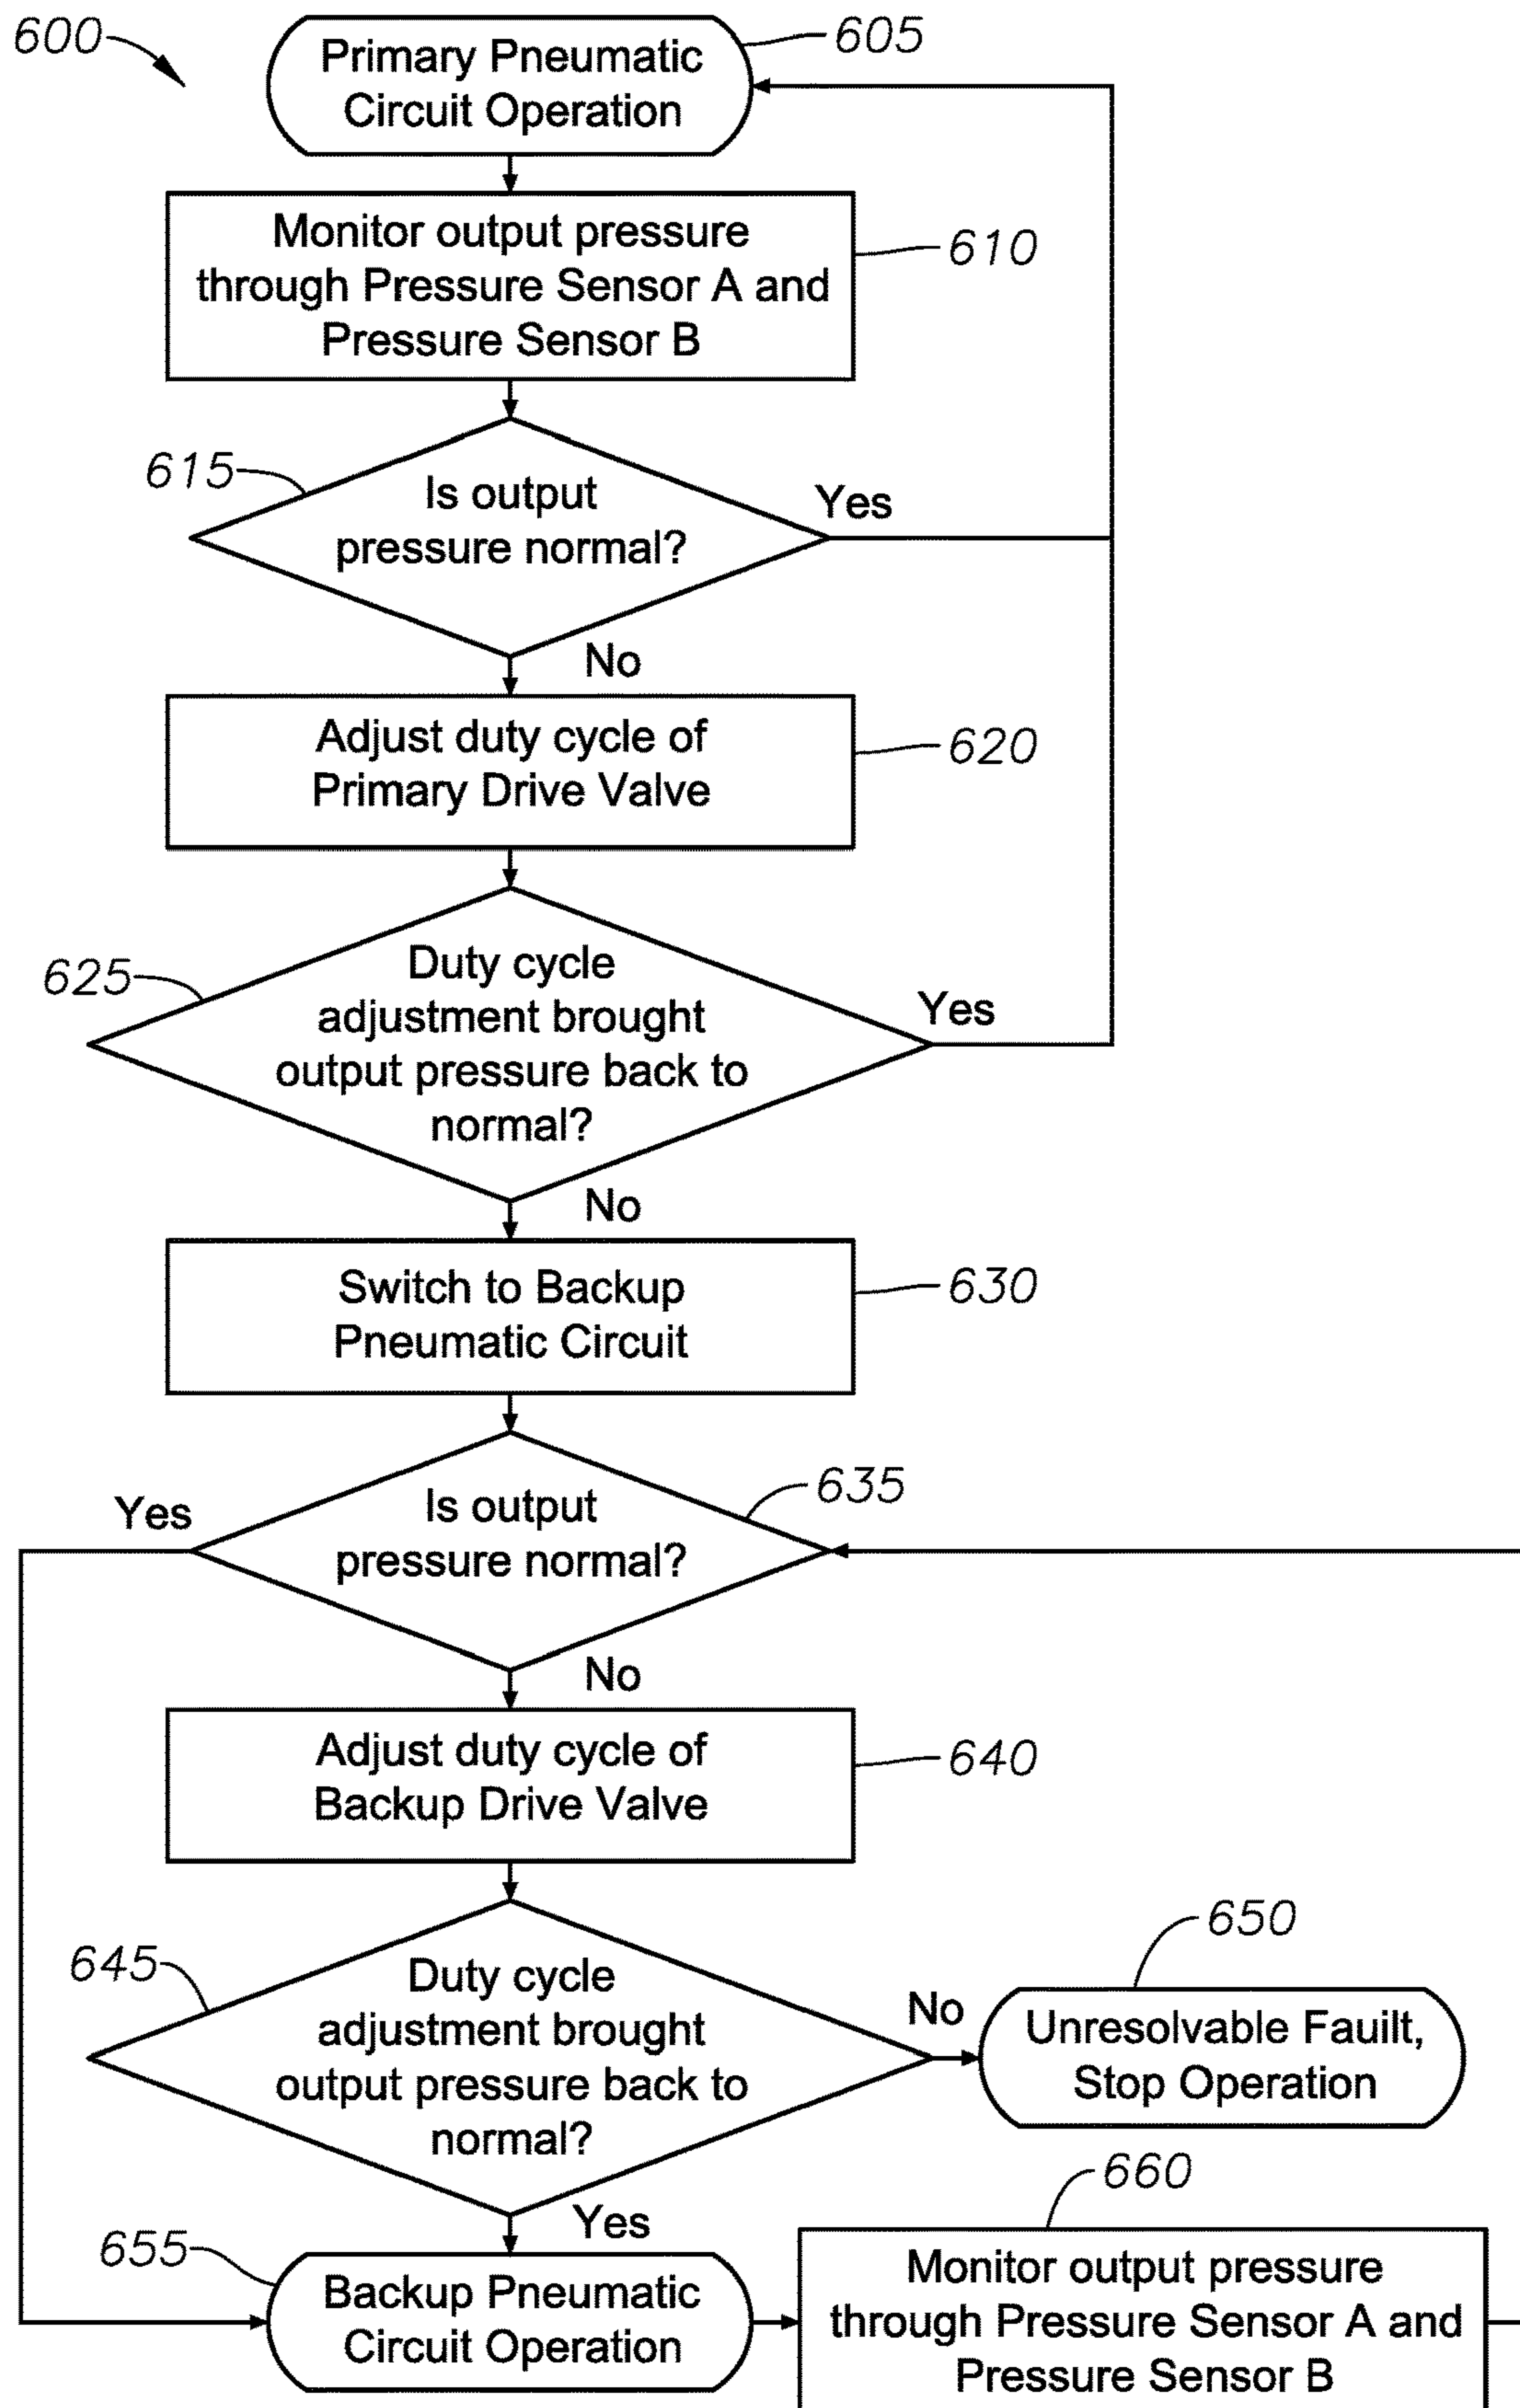 600
Primary Pneumatic
Circuit Operation
605
Monitor output pressure
through Pressure Sensor A and
Pressure Sensor B
610
615
Is output
pressure normal?
Yes
No
Adjust duty cycle of
Primary Drive Valve
620
625
Duty cycle
adjustment brought
output pressure back to
normal?
Yes
No
Switch to Backup
Pneumatic Circuit
630
Yes
Is output
pressure normal?
635
No
Adjust duty cycle of
Backup Drive Valve
640
645
Duty cycle
adjustment brought
output pressure back to
normal?
No
650
Unresolvable Fauilt,
Stop Operation
Yes
655
Backup Pneumatic
Circuit Operation
660
Monitor output pressure
through Pressure Sensor A and
Pressure Sensor B